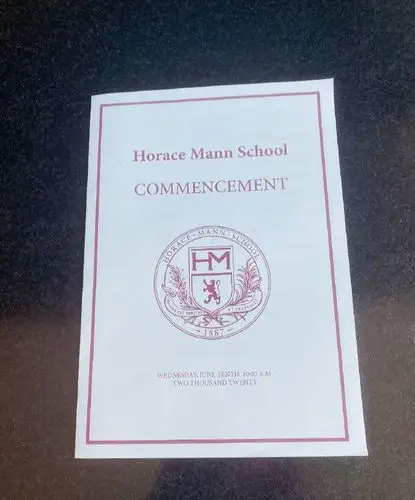 Horace Mann School
COMMENCEMENT
HORACE · MANN · SCHOOL
HM
· 1887 ·
WEDNESDAY, JUNE TENTH, 10:00 A.M.
TWO THOUSAND TWENTY